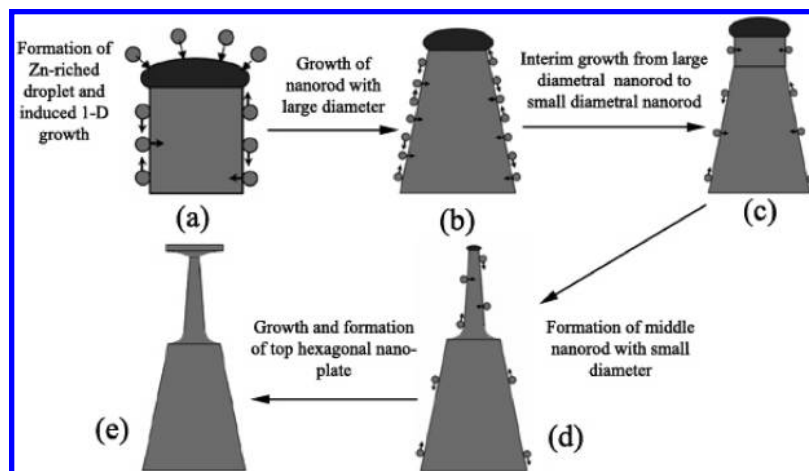 Formation of
Zn-riched
droplet and
induced 1-D
growth
(a)
Growth of
nanorod with
large diameter
(b)
Interim growth from large
diametral nanorod to
small diametral nanorod
(c)
Formation of middle
nanorod with small
diameter
(d)
Growth and formation
of top hexagonal nano-
plate
(e)